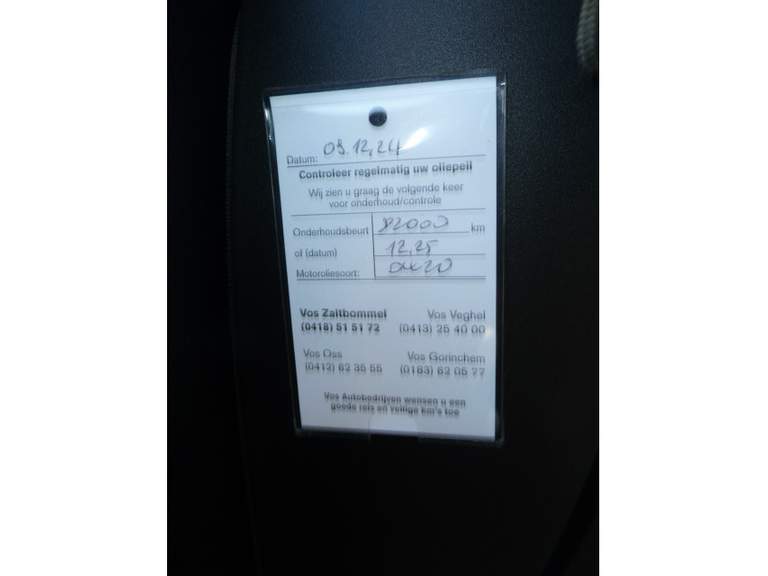 Datum: 09.12.24
Controleer regelmatig uw oliepeil
Wij zien u graag de volgende keer
voor onderhoud/controle
Onderhoudsbeurt 82000 km
of (datum) 12.25
Motoroliesoort: 0w20
Vos Zaltbommel Vos Veghel
(0418) 51 51 72 (0413) 25 40 00
Vos Oss Vos Gorinchem
(0412) 62 35 55 (0183) 62 05 77
Vos Autobedrijven wensen u een
goede reis en veilige km's toe